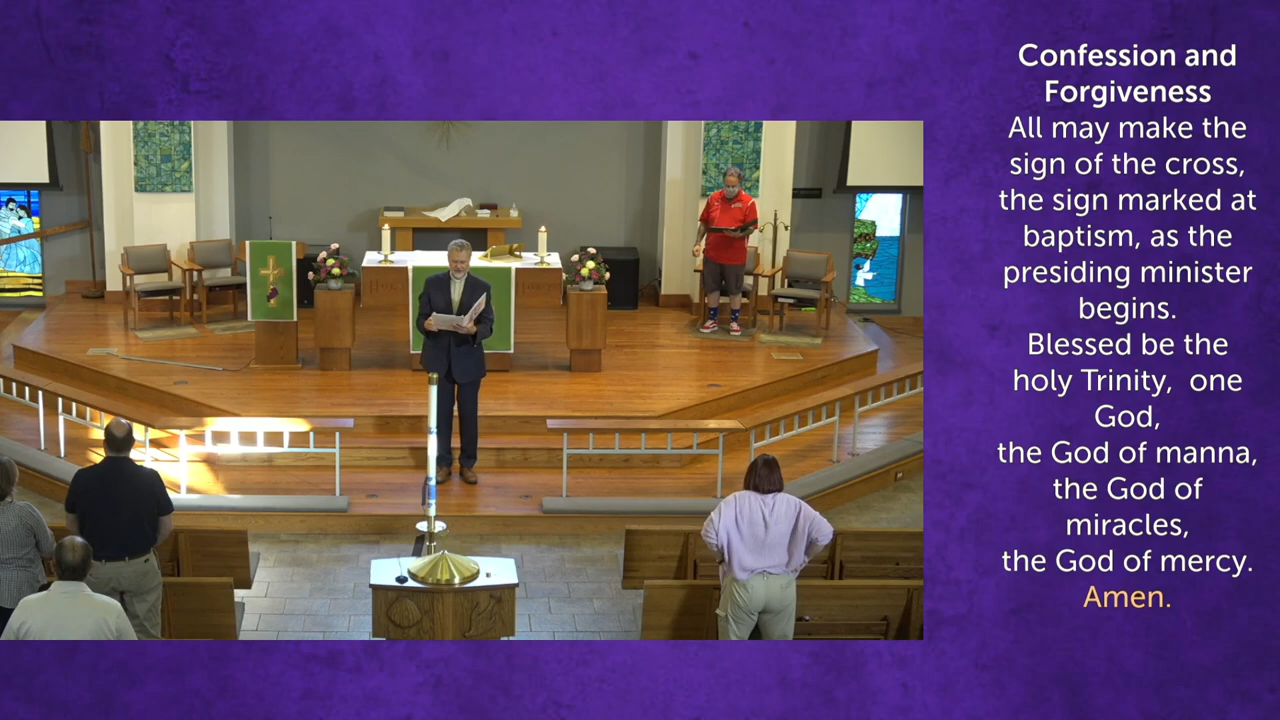 Confession and
Forgiveness
All may make the
sign of the cross,
the sign marked at
baptism, as the
presiding minister
begins.
Blessed be the
holy Trinity,  one
God,
the God of manna,
the God of
miracles,
the God of mercy.
Amen.